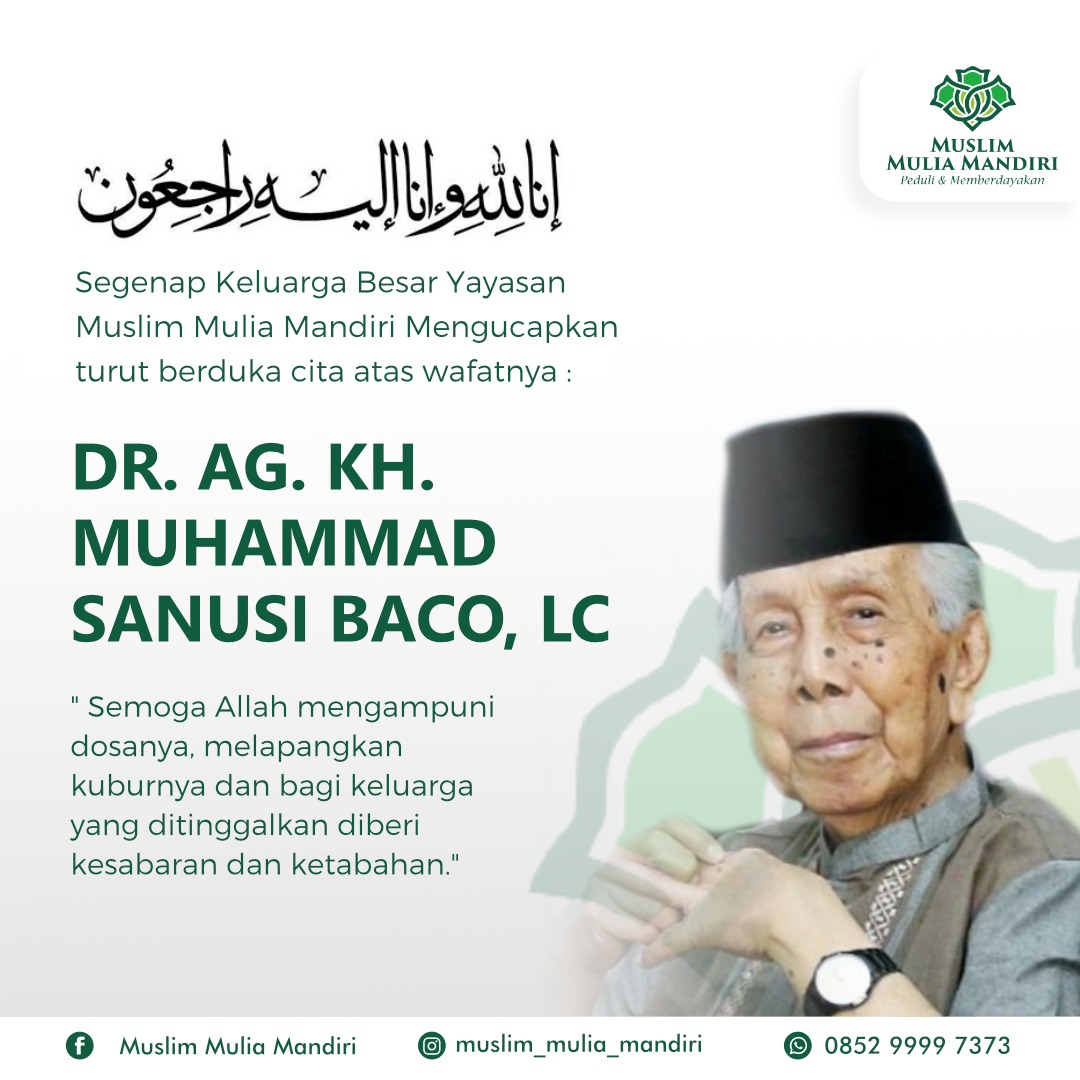 MUSLIM
MULIA MANDIRI
Peduli & Memberdayakan
إنا لله وإنا إليه راجعون
Segenap Keluarga Besar Yayasan
Muslim Mulia Mandiri Mengucapkan
turut berduka cita atas wafatnya :
DR. AG. KH.
MUHAMMAD
SANUSI BACO, LC
" Semoga Allah mengampuni
dosanya, melapangkan
kuburnya dan bagi keluarga
yang ditinggalkan diberi
kesabaran dan ketabahan."
Muslim Mulia Mandiri
muslim_mulia_mandiri
0852 9999 7373